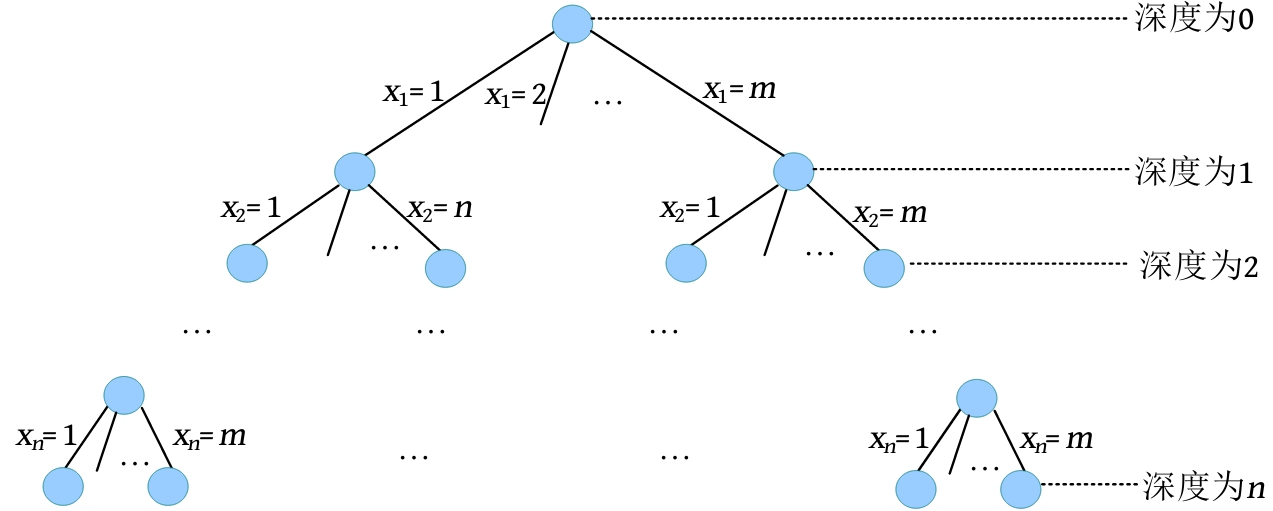 深度为0
x₁= 1
x₁= 2
...
x₁= m
深度为1
x₂= 1
x₂= n
...
x₂= 1
x₂= m
...
深度为2
...
...
...
...
xₙ= 1
xₙ= m
...
...
...
xₙ= 1
xₙ= m
...
深度为n